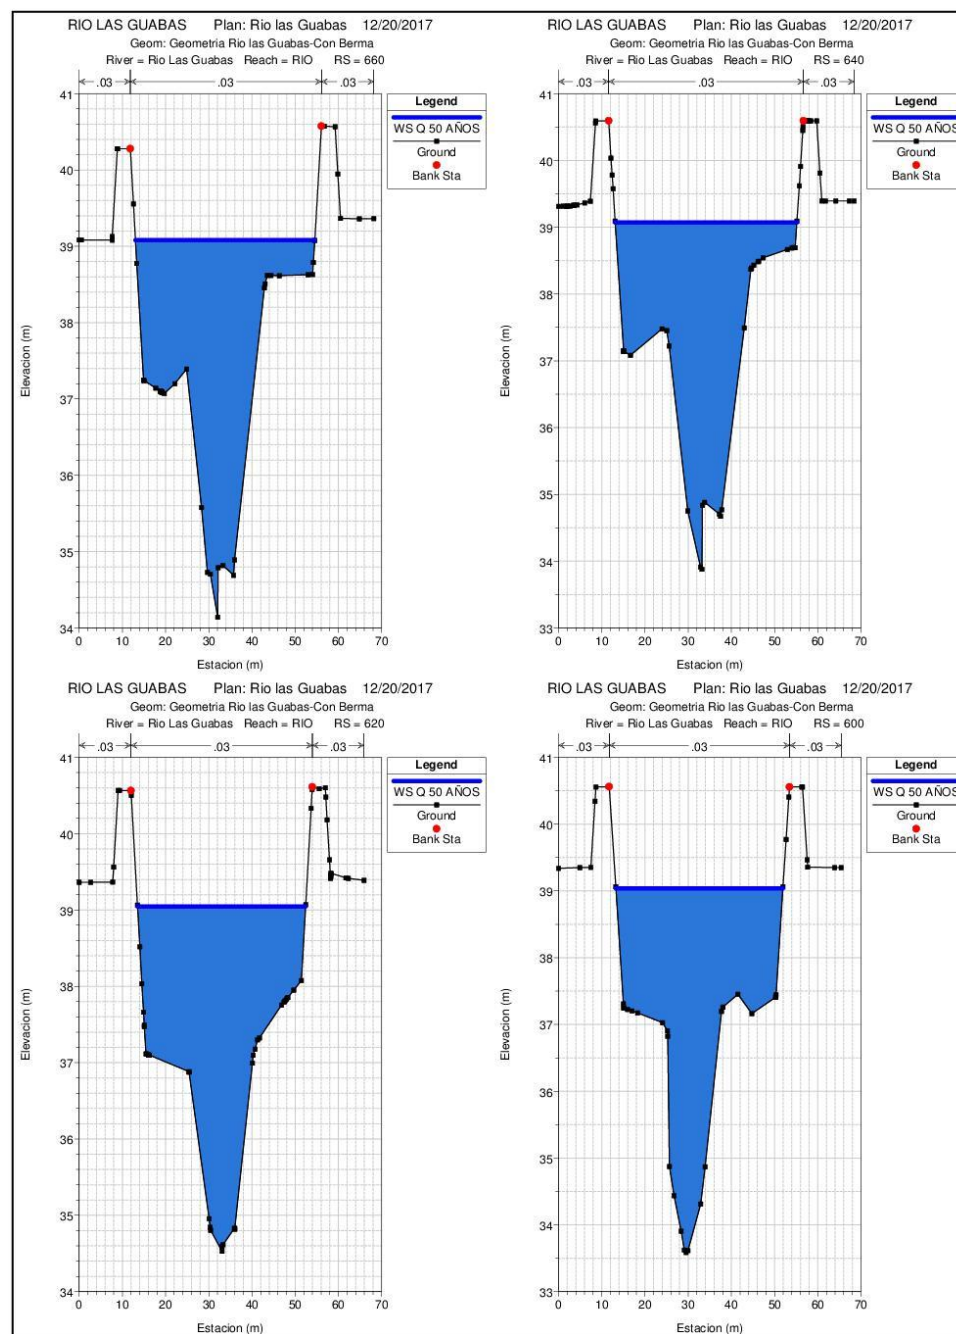 RIO LAS GUABAS Plan: Rio las Guabas 12/20/2017
Geom: Geometria Rio las Guabas-Con Berma
River = Rio Las Guabas Reach = RIO RS = 660
.03 .03 .03
Legend
WS Q 50 AÑOS
Ground
Bank Sta
Elevacion (m)
41
40
39
38
37
36
35
34
0 10 20 30 40 50 60 70
Estacion (m)
RIO LAS GUABAS Plan: Rio las Guabas 12/20/2017
Geom: Geometria Rio las Guabas-Con Berma
River = Rio Las Guabas Reach = RIO RS = 640
.03 .03 .03
Legend
WS Q 50 AÑOS
Ground
Bank Sta
Elevacion (m)
41
40
39
38
37
36
35
34
33
0 10 20 30 40 50 60 70
Estacion (m)
RIO LAS GUABAS Plan: Rio las Guabas 12/20/2017
Geom: Geometria Rio las Guabas-Con Berma
River = Rio Las Guabas Reach = RIO RS = 620
.03 .03 .03
Legend
WS Q 50 AÑOS
Ground
Bank Sta
Elevacion (m)
41
40
39
38
37
36
35
34
0 10 20 30 40 50 60 70
Estacion (m)
RIO LAS GUABAS Plan: Rio las Guabas 12/20/2017
Geom: Geometria Rio las Guabas-Con Berma
River = Rio Las Guabas Reach = RIO RS = 600
.03 .03 .03
Legend
WS Q 50 AÑOS
Ground
Bank Sta
Elevacion (m)
41
40
39
38
37
36
35
34
33
0 10 20 30 40 50 60 70
Estacion (m)